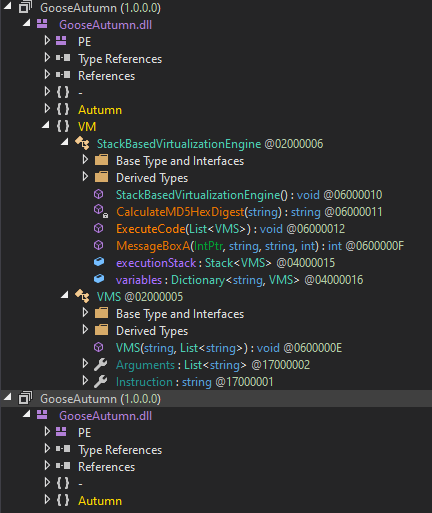 GooseAutumn (1.0.0.0)
GooseAutumn.dll
PE
Type References
References
{ } -
{ } Autumn
{ } VM
StackBasedVirtualizationEngine @02000006
Base Type and Interfaces
Derived Types
StackBasedVirtualizationEngine() : void @06000010
CalculateMD5HexDigest(string) : string @06000011
ExecuteCode(List<VMS>) : void @06000012
MessageBoxA(IntPtr, string, string, int) : int @0600000F
executionStack : Stack<VMS> @04000015
variables : Dictionary<string, VMS> @04000016
VMS @02000005
Base Type and Interfaces
Derived Types
VMS(string, List<string>) : void @0600000E
Arguments : List<string> @17000002
Instruction : string @17000001
GooseAutumn (1.0.0.0)
GooseAutumn.dll
PE
Type References
References
{ } -
{ } Autumn